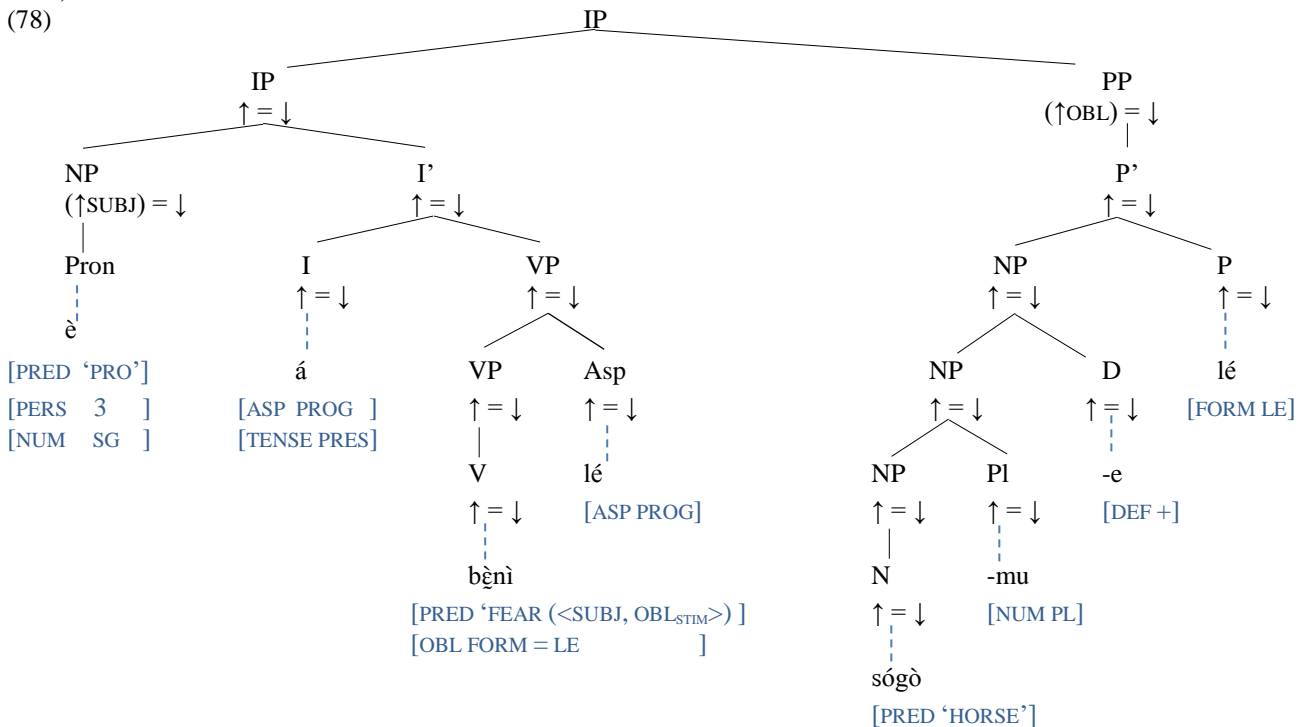 (78) IP
IP PP
↑ = ↓ (↑OBL) = ↓
NP I’ P’
(↑SUBJ) = ↓ ↑ = ↓ ↑ = ↓
Pron I VP NP P
↑ = ↓ ↑ = ↓ ↑ = ↓ ↑ = ↓
è
[PRED ‘PRO’] á VP Asp NP D lé
[PERS 3 ] [ASP PROG ] ↑ = ↓ ↑ = ↓ ↑ = ↓ ↑ = ↓ [FORM LE]
[NUM SG ] [TENSE PRES]
V lé NP Pl -e
↑ = ↓ [ASP PROG] ↑ = ↓ ↑ = ↓ [DEF +]
bɛ̰̀nì N -mu
[PRED ‘FEAR (<SUBJ, OBLSTIM>) ] ↑ = ↓ [NUM PL]
[OBL FORM = LE ]
sógò
[PRED ‘HORSE’]